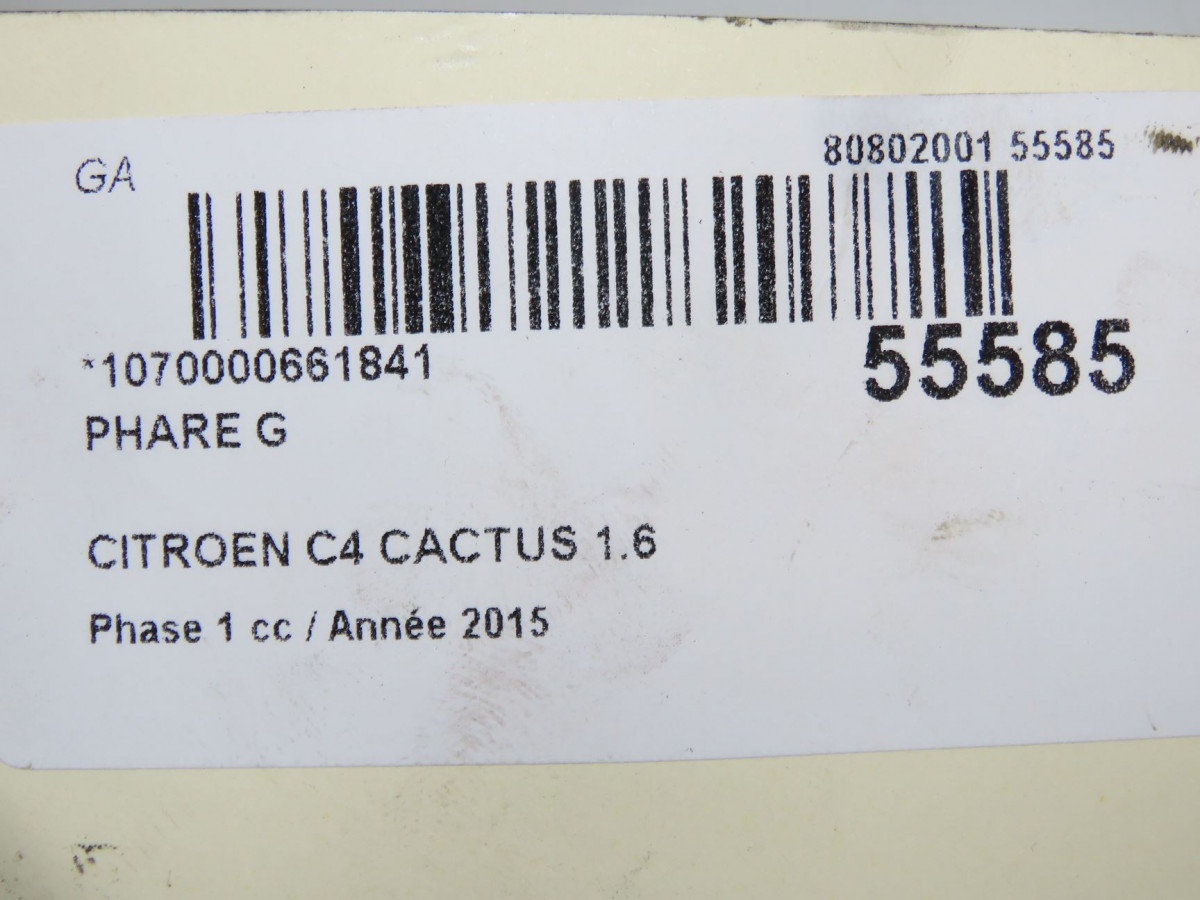 GA
80802001 55585
*1070000661841
55585
PHARE G
CITROEN C4 CACTUS 1.6
Phase 1 cc / Année 2015